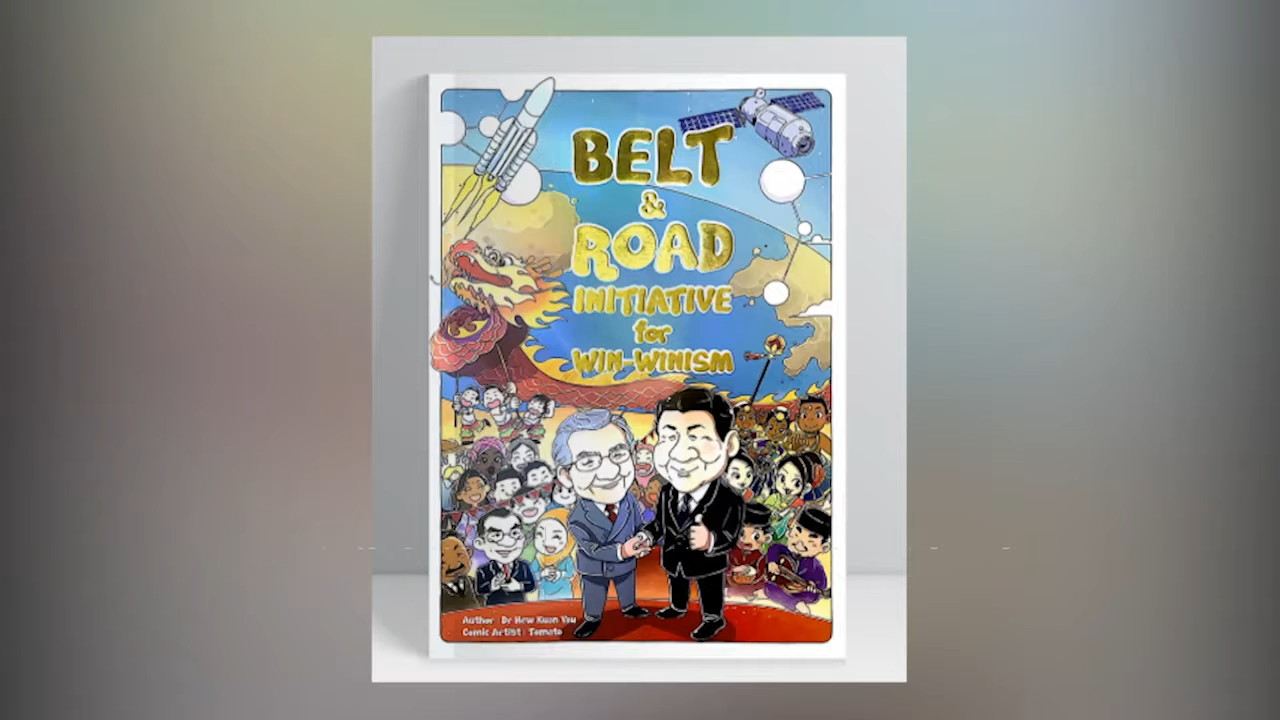 BELT
&
ROAD
INITIATIVE
for
WIN-WINISM
Author : Dr Hew Kuan Yau
Comic Artist : Tomato